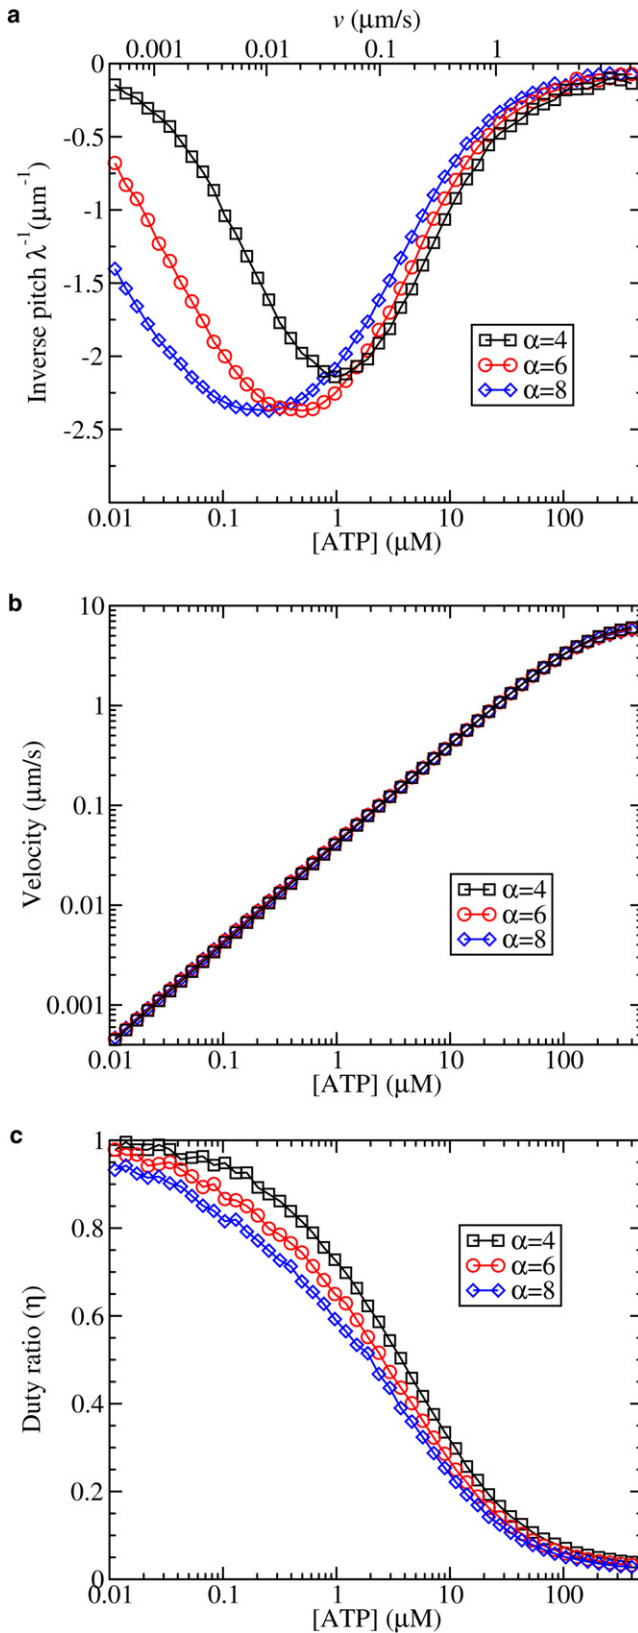 a
v (μm/s)
0.001 0.01 0.1 1
0
-0.5
-1
-1.5
-2
-2.5
Inverse pitch λ⁻¹(μm⁻¹)
α=4
α=6
α=8
0.01 0.1 1 10 100
[ATP] (μM)
b
10
1
0.1
0.01
0.001
Velocity (μm/s)
α=4
α=6
α=8
0.01 0.1 1 10 100
[ATP] (μM)
c
1
0.8
0.6
0.4
0.2
0
Duty ratio (η)
α=4
α=6
α=8
0.01 0.1 1 10 100
[ATP] (μM)